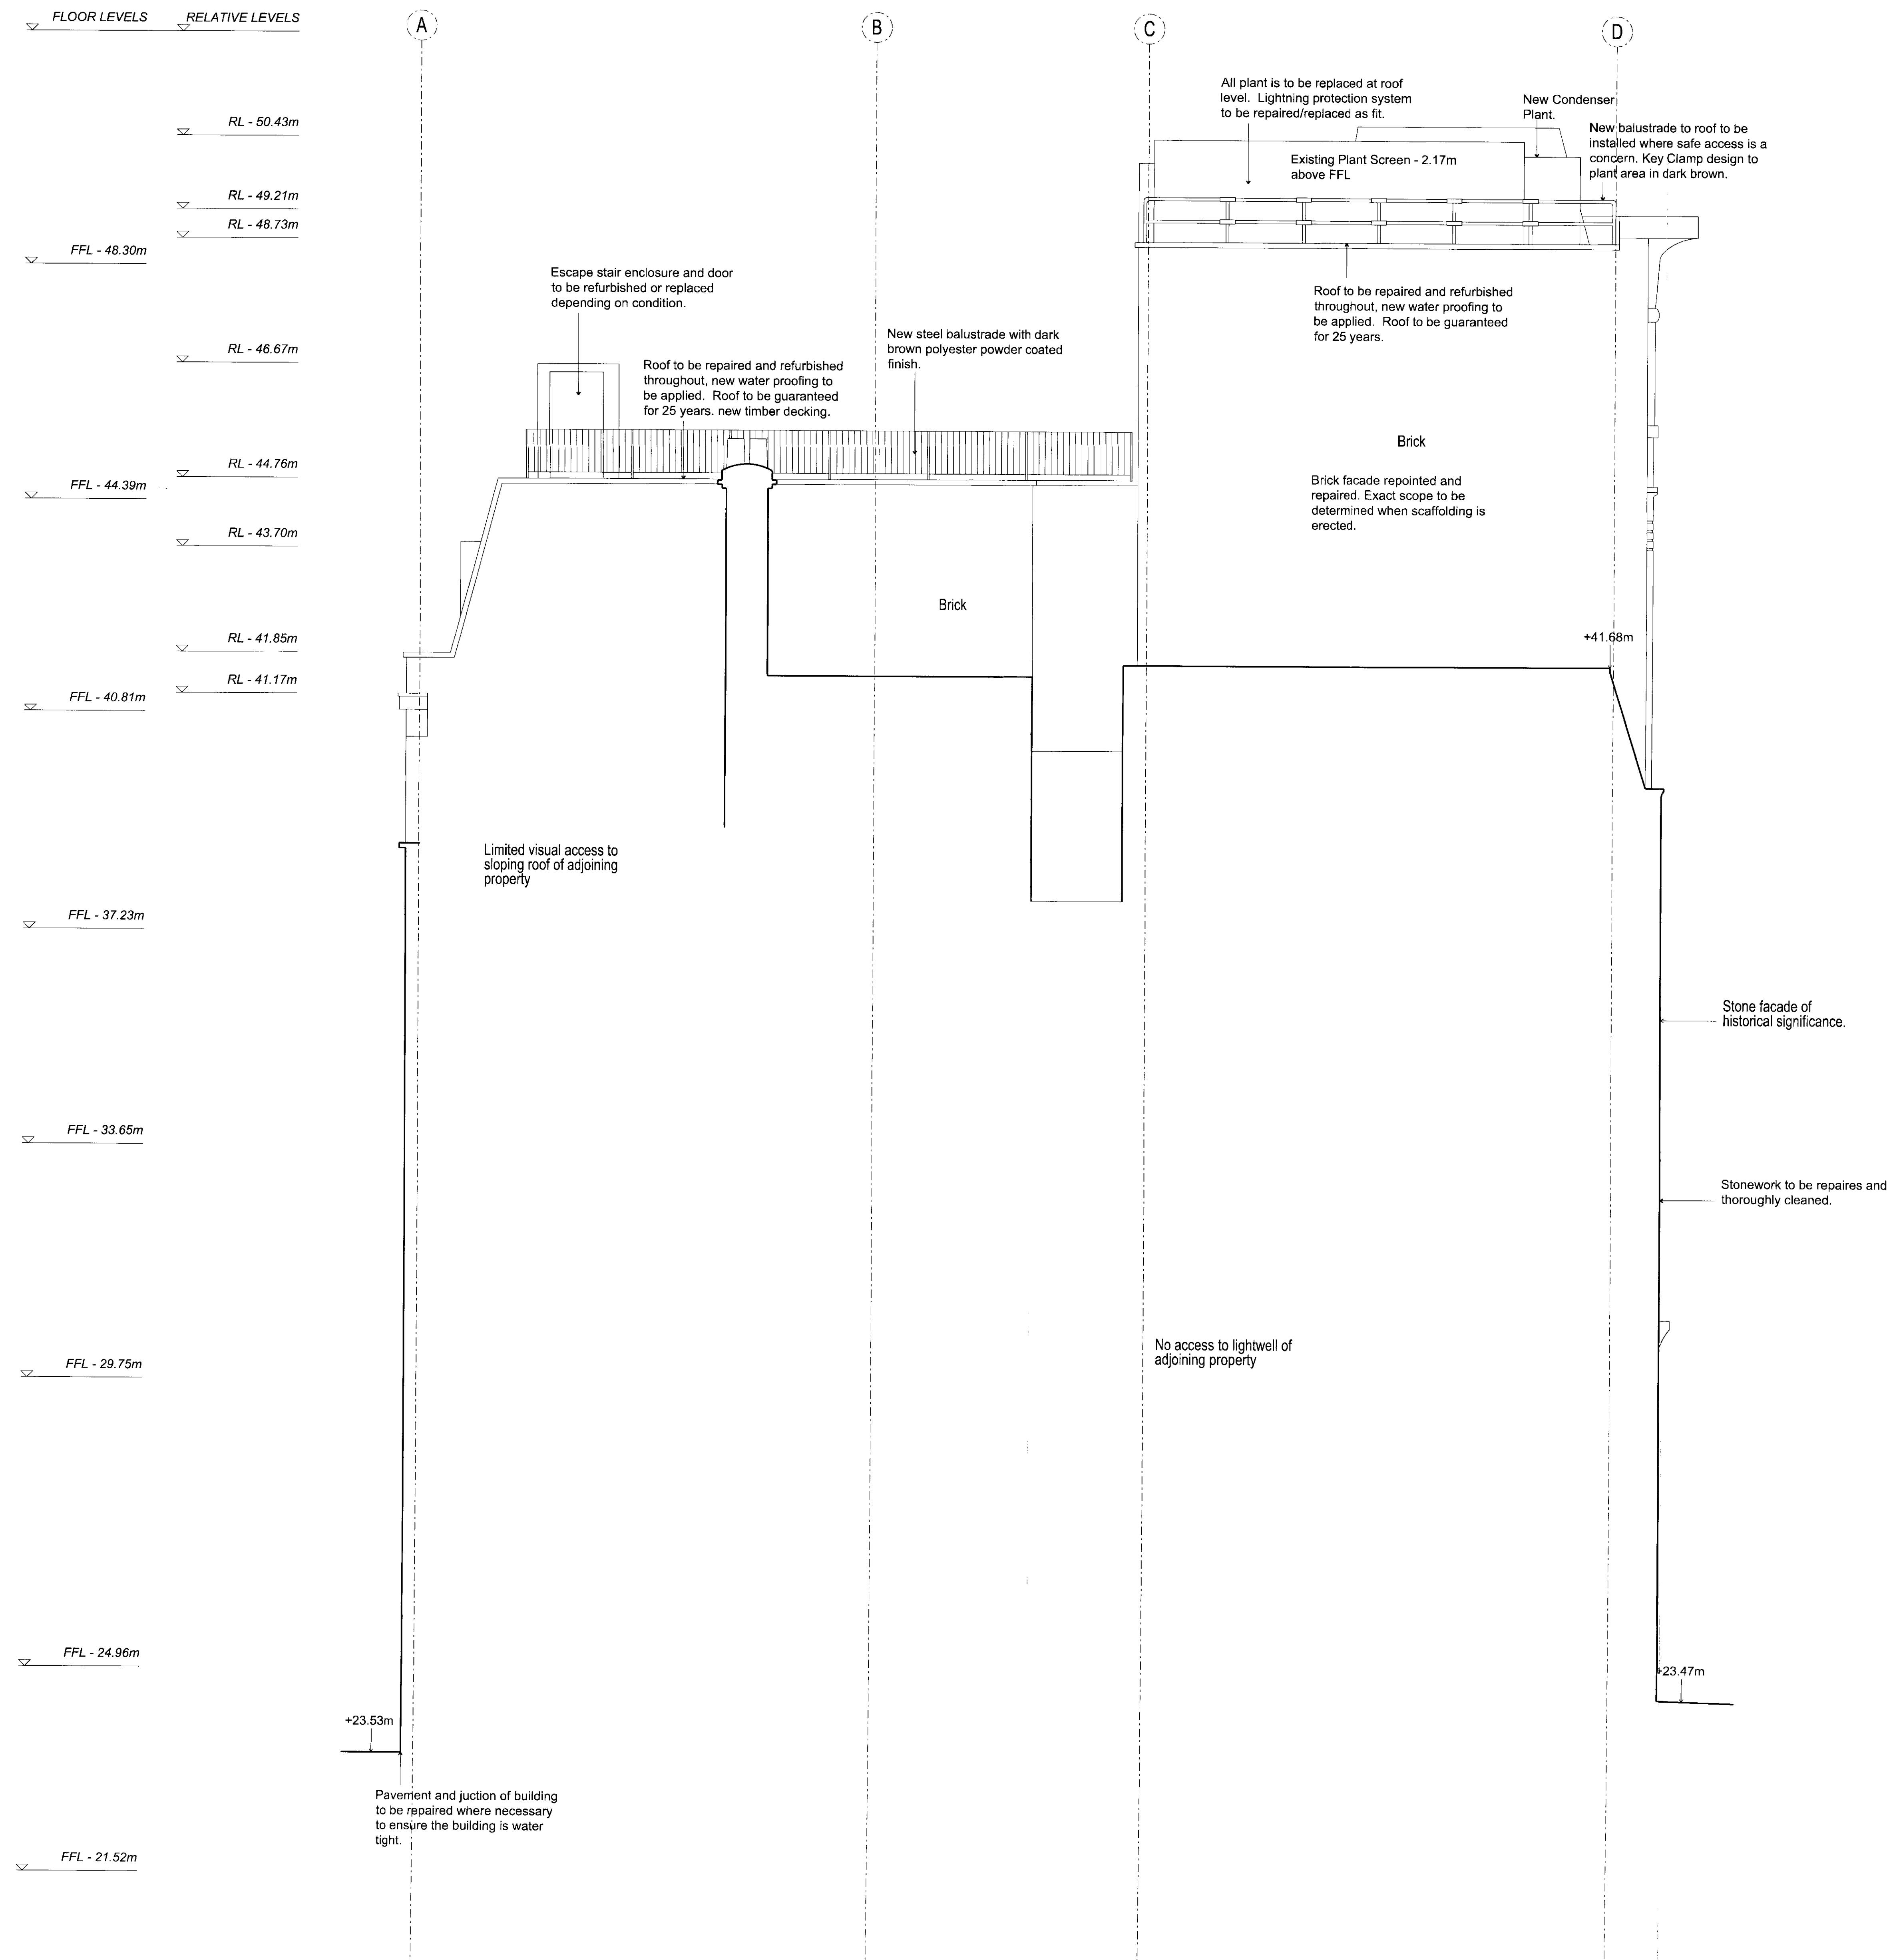 FLOOR LEVELS
RELATIVE LEVELS
A
B
C
D
RL - 50.43m
RL - 49.21m
RL - 48.73m
FFL - 48.30m
RL - 46.67m
RL - 44.76m
FFL - 44.39m
RL - 43.70m
RL - 41.85m
RL - 41.17m
FFL - 40.81m
FFL - 37.23m
FFL - 33.65m
FFL - 29.75m
FFL - 24.96m
FFL - 21.52m
All plant is to be replaced at roof
level. Lightning protection system
to be repaired/replaced as fit.
New Condenser
Plant.
New balustrade to roof to be
installed where safe access is a
concern. Key Clamp design to
plant area in dark brown.
Existing Plant Screen - 2.17m
above FFL
Escape stair enclosure and door
to be refurbished or replaced
depending on condition.
Roof to be repaired and refurbished
throughout, new water proofing to
be applied. Roof to be guaranteed
for 25 years. new timber decking.
New steel balustrade with dark
brown polyester powder coated
finish.
Roof to be repaired and refurbished
throughout, new water proofing to
be applied. Roof to be guaranteed
for 25 years.
Brick
Brick facade repointed and
repaired. Exact scope to be
determined when scaffolding is
erected.
Brick
+41.68m
Limited visual access to
sloping roof of adjoining
property
Stone facade of
historical significance.
Stonework to be repaires and
thoroughly cleaned.
No access to lightwell of
adjoining property
+23.47m
+23.53m
Pavement and juction of building
to be repaired where necessary
to ensure the building is water
tight.